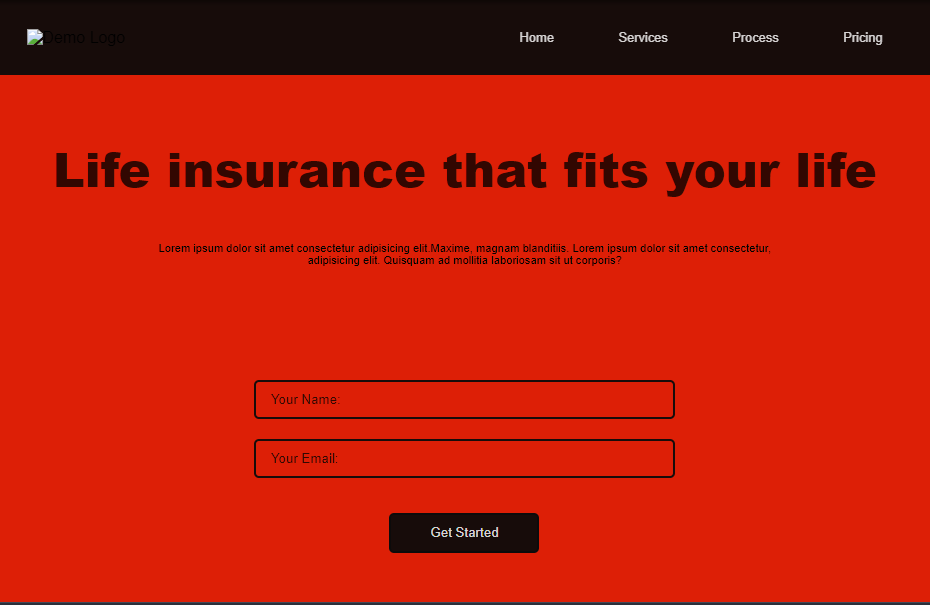 Demo Logo
Home Services Process Pricing
Life insurance that fits your life
Lorem ipsum dolor sit amet consectetur adipisicing elit.Maxime, magnam blanditiis. Lorem ipsum dolor sit amet consectetur,
adipisicing elit. Quisquam ad mollitia laboriosam sit ut corporis?
Your Name:
Your Email:
Get Started